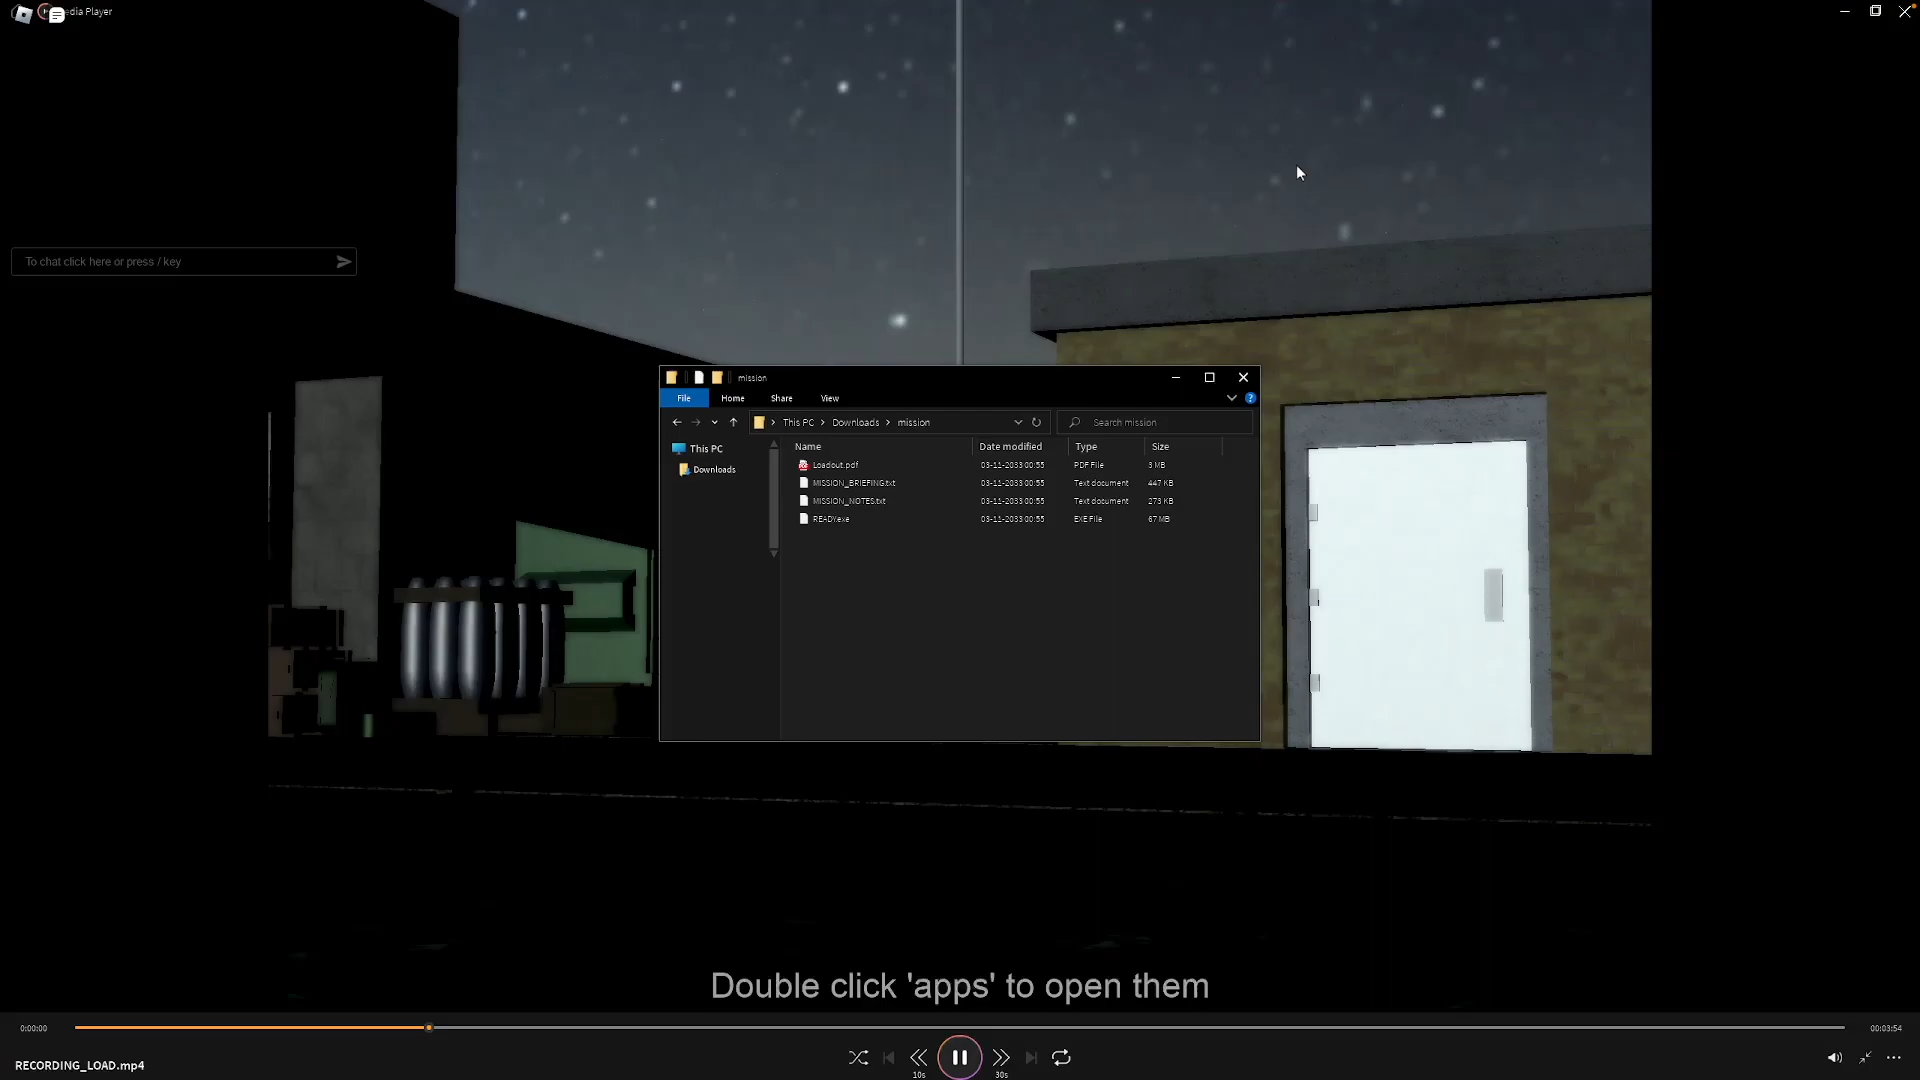 Media Player
To chat click here or press / key
mission
File Home Share View
This PC > Downloads > mission
Search mission
This PC
Downloads
Name Date modified Type Size
Loadout.pdf 03-11-2033 00:55 PDF File 3 MB
MISSION_BRIEFING.txt 03-11-2033 00:55 Text document 447 KB
MISSION_NOTES.txt 03-11-2033 00:55 Text document 273 KB
READY.exe 03-11-2033 00:55 EXE File 67 MB
Double click 'apps' to open them
0:00:00
00:03:54
RECORDING_LOAD.mp4
10s
30s